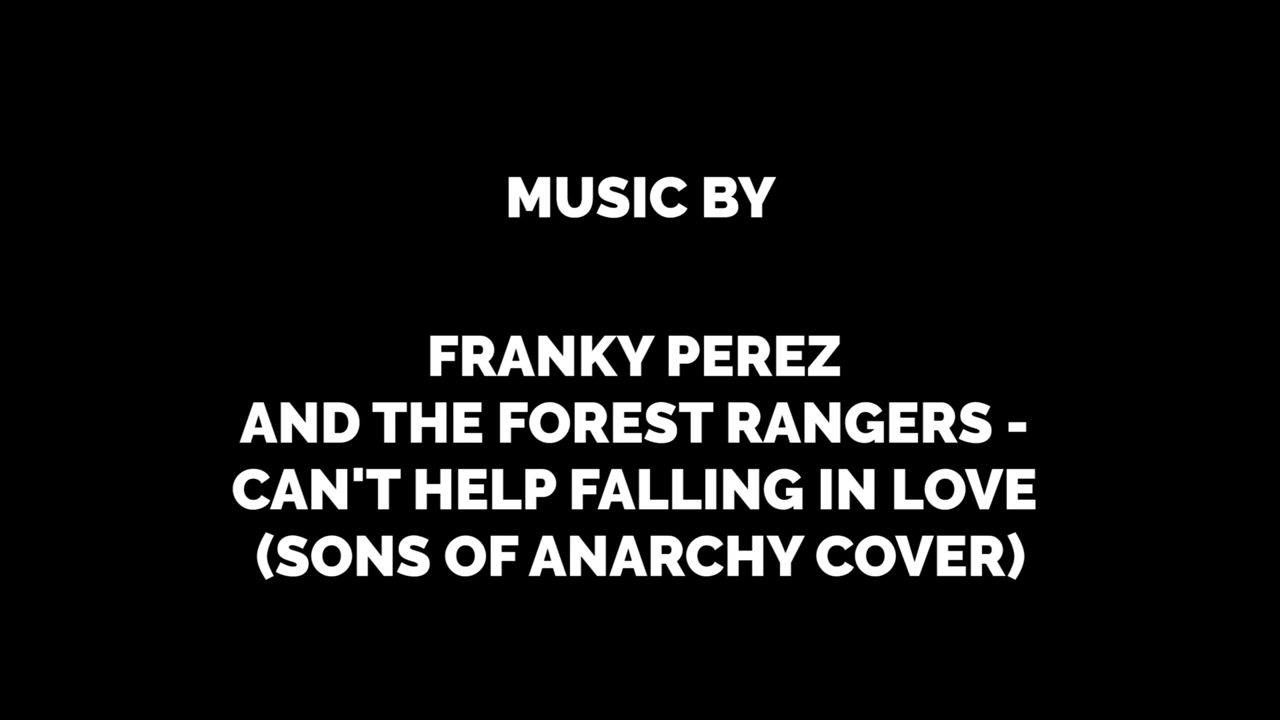 MUSIC BY
FRANKY PEREZ
AND THE FOREST RANGERS -
CAN'T HELP FALLING IN LOVE
(SONS OF ANARCHY COVER)